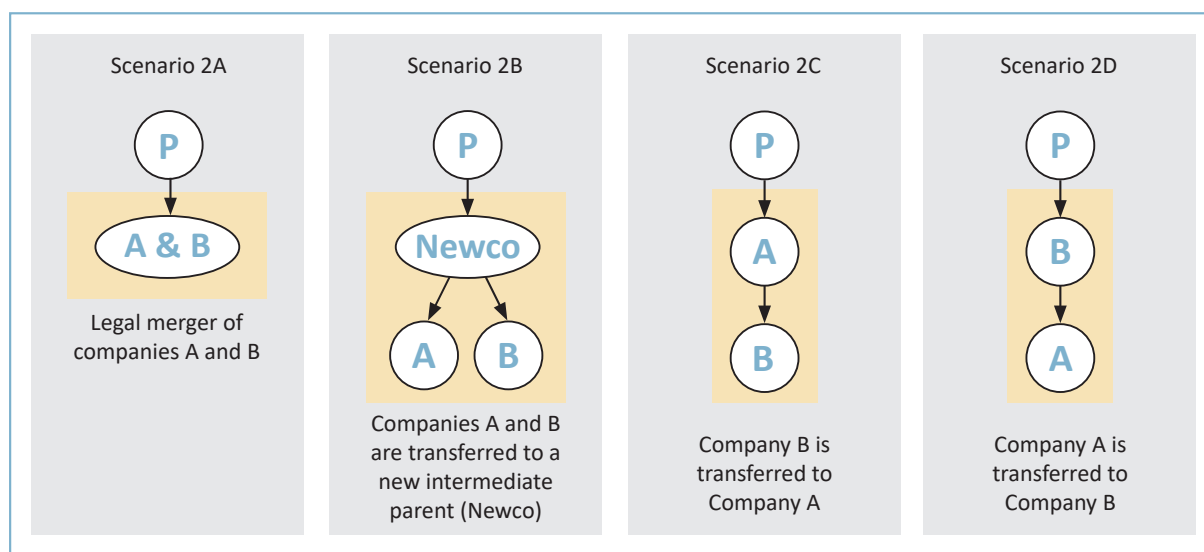 Scenario 2A
P
A & B
Legal merger of
companies A and B
Scenario 2B
P
Newco
A
B
Companies A and B
are transferred to a
new intermediate
parent (Newco)
Scenario 2C
P
A
B
Company B is
transferred to
Company A
Scenario 2D
P
B
A
Company A is
transferred to
Company B